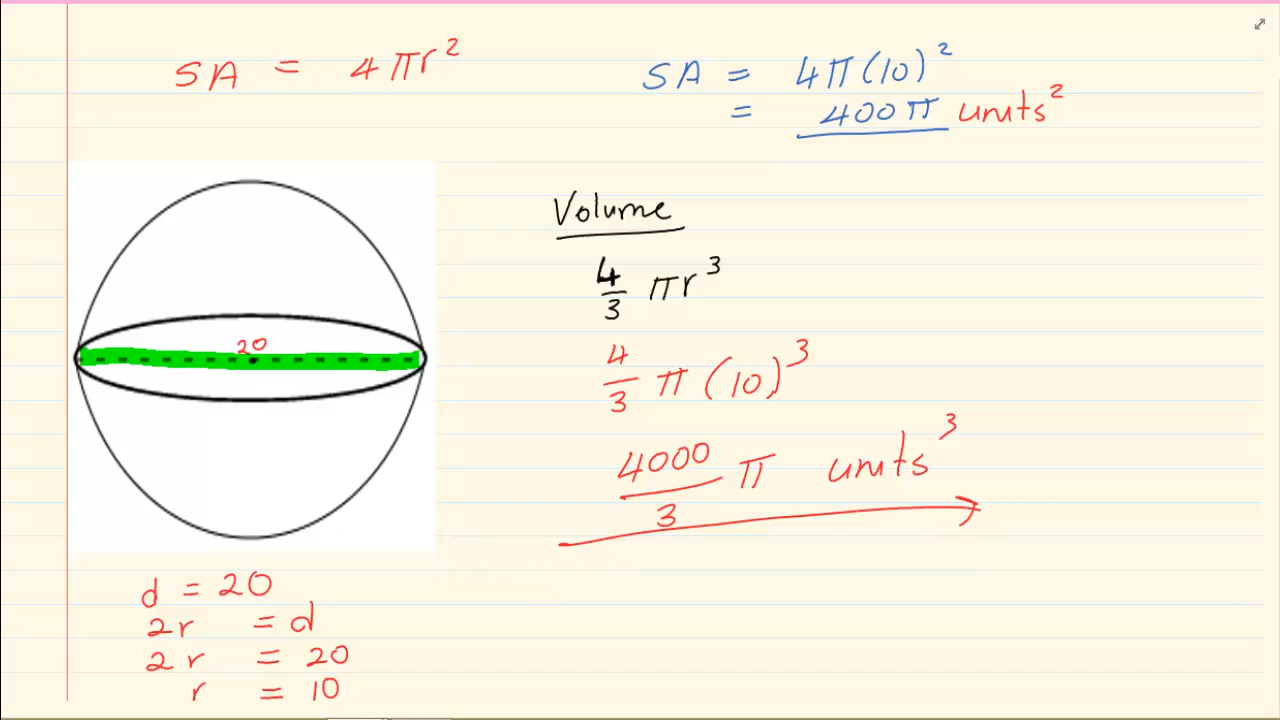 SA = 4πr²
SA = 4π(10)²
= 400π units²
20
Volume
4/3 πr³
4/3 π (10)³
4000/3 π units³
d = 20
2r = d
2r = 20
r = 10